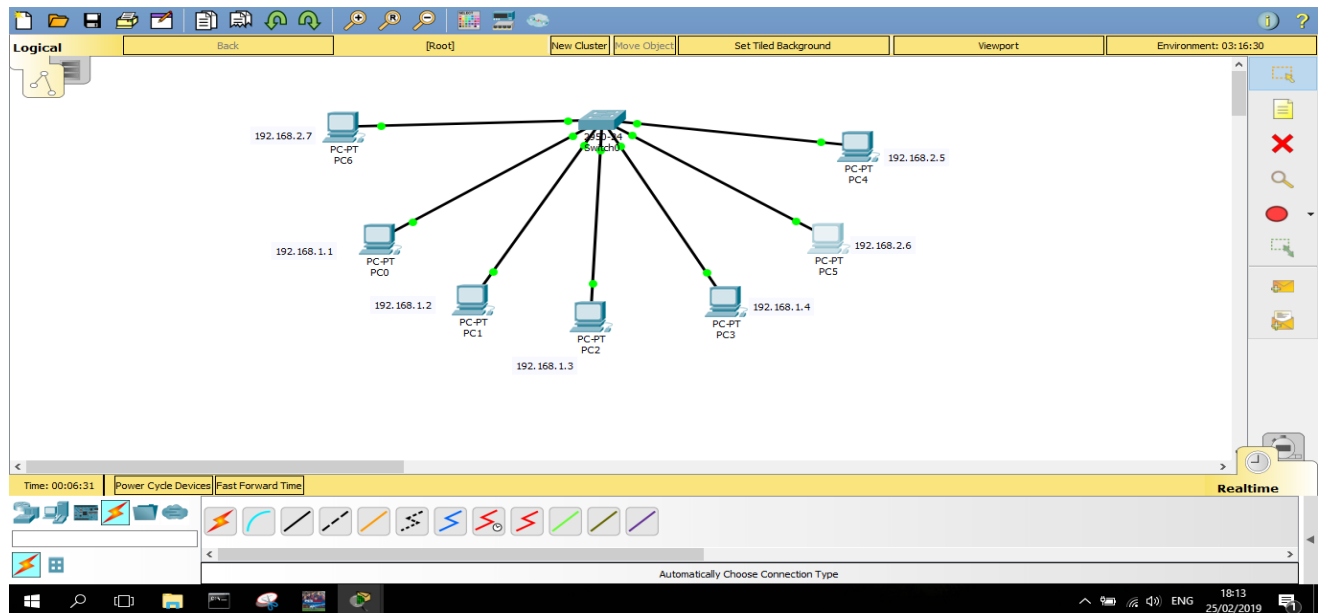 Logical
Back
[Root]
New Cluster
Move Object
Set Tiled Background
Viewport
Environment: 03:16:30
192.168.2.7
PC-PT
PC6
2950-24
Switch0
PC-PT
PC4
192.168.2.5
192.168.1.1
PC-PT
PC0
PC-PT
PC5
192.168.2.6
192.168.1.2
PC-PT
PC1
PC-PT
PC2
192.168.1.3
PC-PT
PC3
192.168.1.4
Time: 00:06:31
Power Cycle Devices
Fast Forward Time
Realtime
Automatically Choose Connection Type
ENG
18:13
25/02/2019